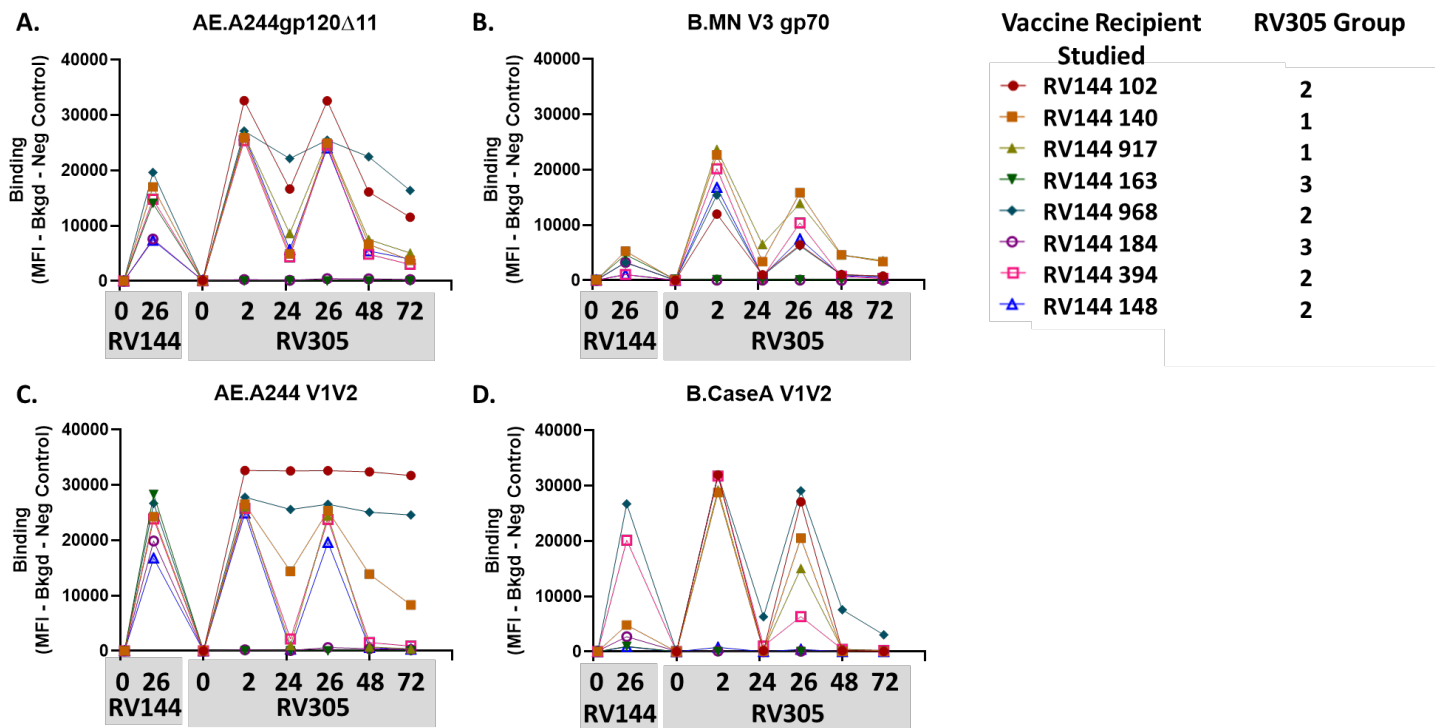 A.
AE.A244gp120Δ11
Binding
(MFI - Bkgd - Neg Control)
40000
30000
20000
10000
0
0 26 0 2 24 26 48 72
RV144 RV305
B.
B.MN V3 gp70
Binding
(MFI - Bkgd - Neg Control)
40000
30000
20000
10000
0
0 26 0 2 24 26 48 72
RV144 RV305
Vaccine Recipient RV305 Group
Studied
RV144 102 2
RV144 140 1
RV144 917 1
RV144 163 3
RV144 968 2
RV144 184 3
RV144 394 2
RV144 148 2
C.
AE.A244 V1V2
Binding
(MFI - Bkgd - Neg Control)
40000
30000
20000
10000
0
0 26 0 2 24 26 48 72
RV144 RV305
D.
B.CaseA V1V2
Binding
(MFI - Bkgd - Neg Control)
40000
30000
20000
10000
0
0 26 0 2 24 26 48 72
RV144 RV305